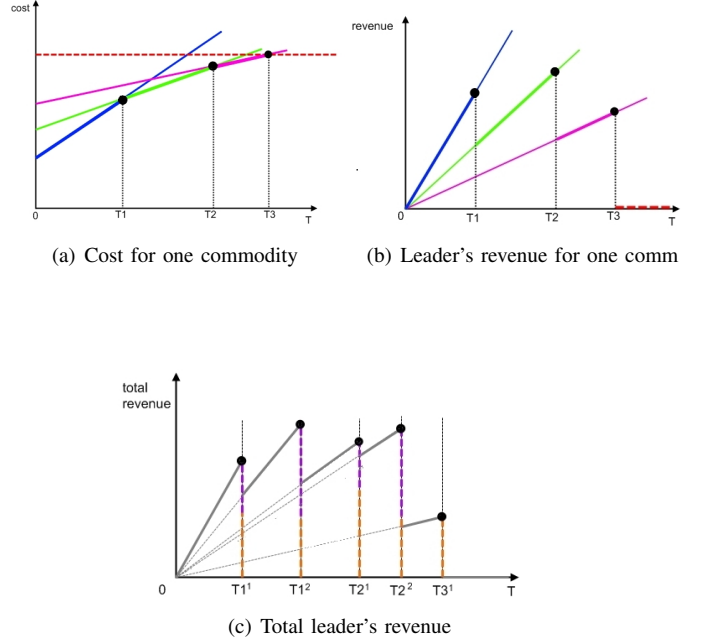 cost
0
T1
T2
T3
T
(a) Cost for one commodity
revenue
0
T1
T2
T3
T
(b) Leader's revenue for one comm
total
revenue
0
T1¹
T1²
T2¹
T2²
T3¹
T
(c) Total leader's revenue